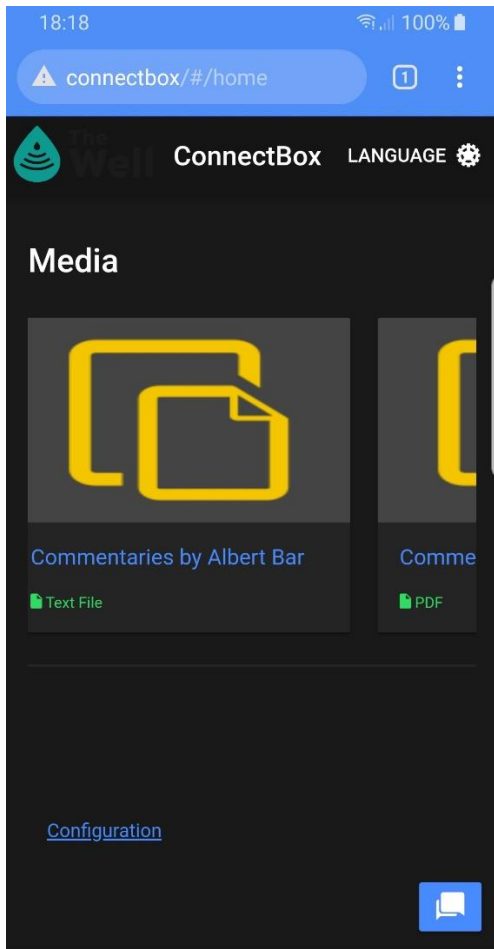 18:18
100%
connectbox/#/home
1
The
Well
ConnectBox
LANGUAGE
Media
Commentaries by Albert Bar
Comme
Text File
PDF
Configuration